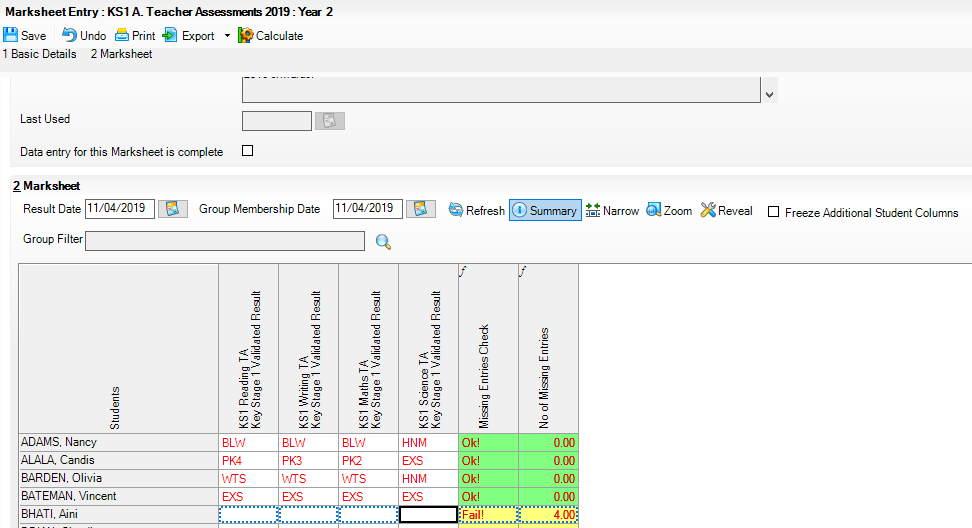 Marksheet Entry : KS1 A. Teacher Assessments 2019 : Year 2
Save Undo Print Export Calculate
1 Basic Details 2 Marksheet
Last Used
Data entry for this Marksheet is complete
2 Marksheet
Result Date 11/04/2019 Group Membership Date 11/04/2019 Refresh Summary Narrow Zoom Reveal Freeze Additional Student Columns
Group Filter
f f
Students
KS1 Reading TA
Key Stage 1 Validated Result
KS1 Writing TA
Key Stage 1 Validated Result
KS1 Maths TA
Key Stage 1 Validated Result
KS1 Science TA
Key Stage 1 Validated Result
Missing Entries Check
No of Missing Entries
ADAMS, Nancy BLW BLW BLW HNM Ok! 0.00
ALALA, Candis PK4 PK3 PK2 EXS Ok! 0.00
BARDEN, Olivia WTS WTS WTS HNM Ok! 0.00
BATEMAN, Vincent EXS EXS EXS EXS Ok! 0.00
BHATI, Aini Fail! 4.00